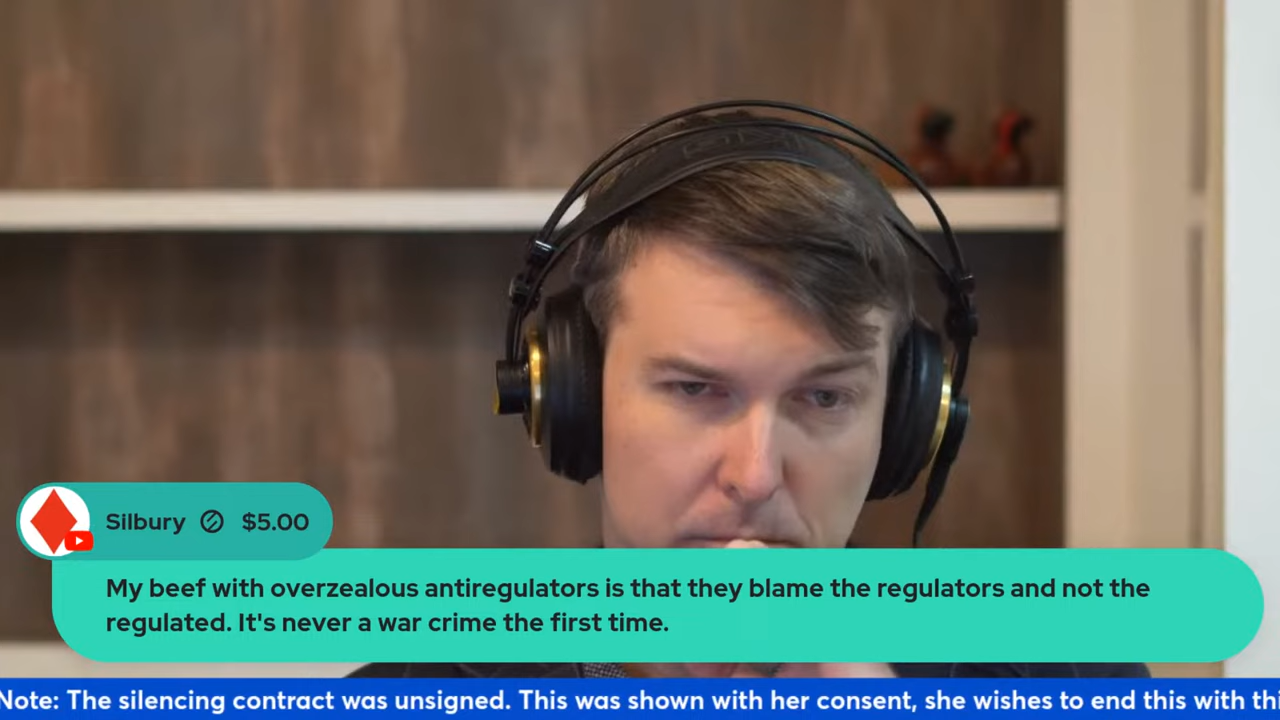 Silbury $5.00
My beef with overzealous antiregulators is that they blame the regulators and not the
regulated. It's never a war crime the first time.
Note: The silencing contract was unsigned. This was shown with her consent, she wishes to end this with thi